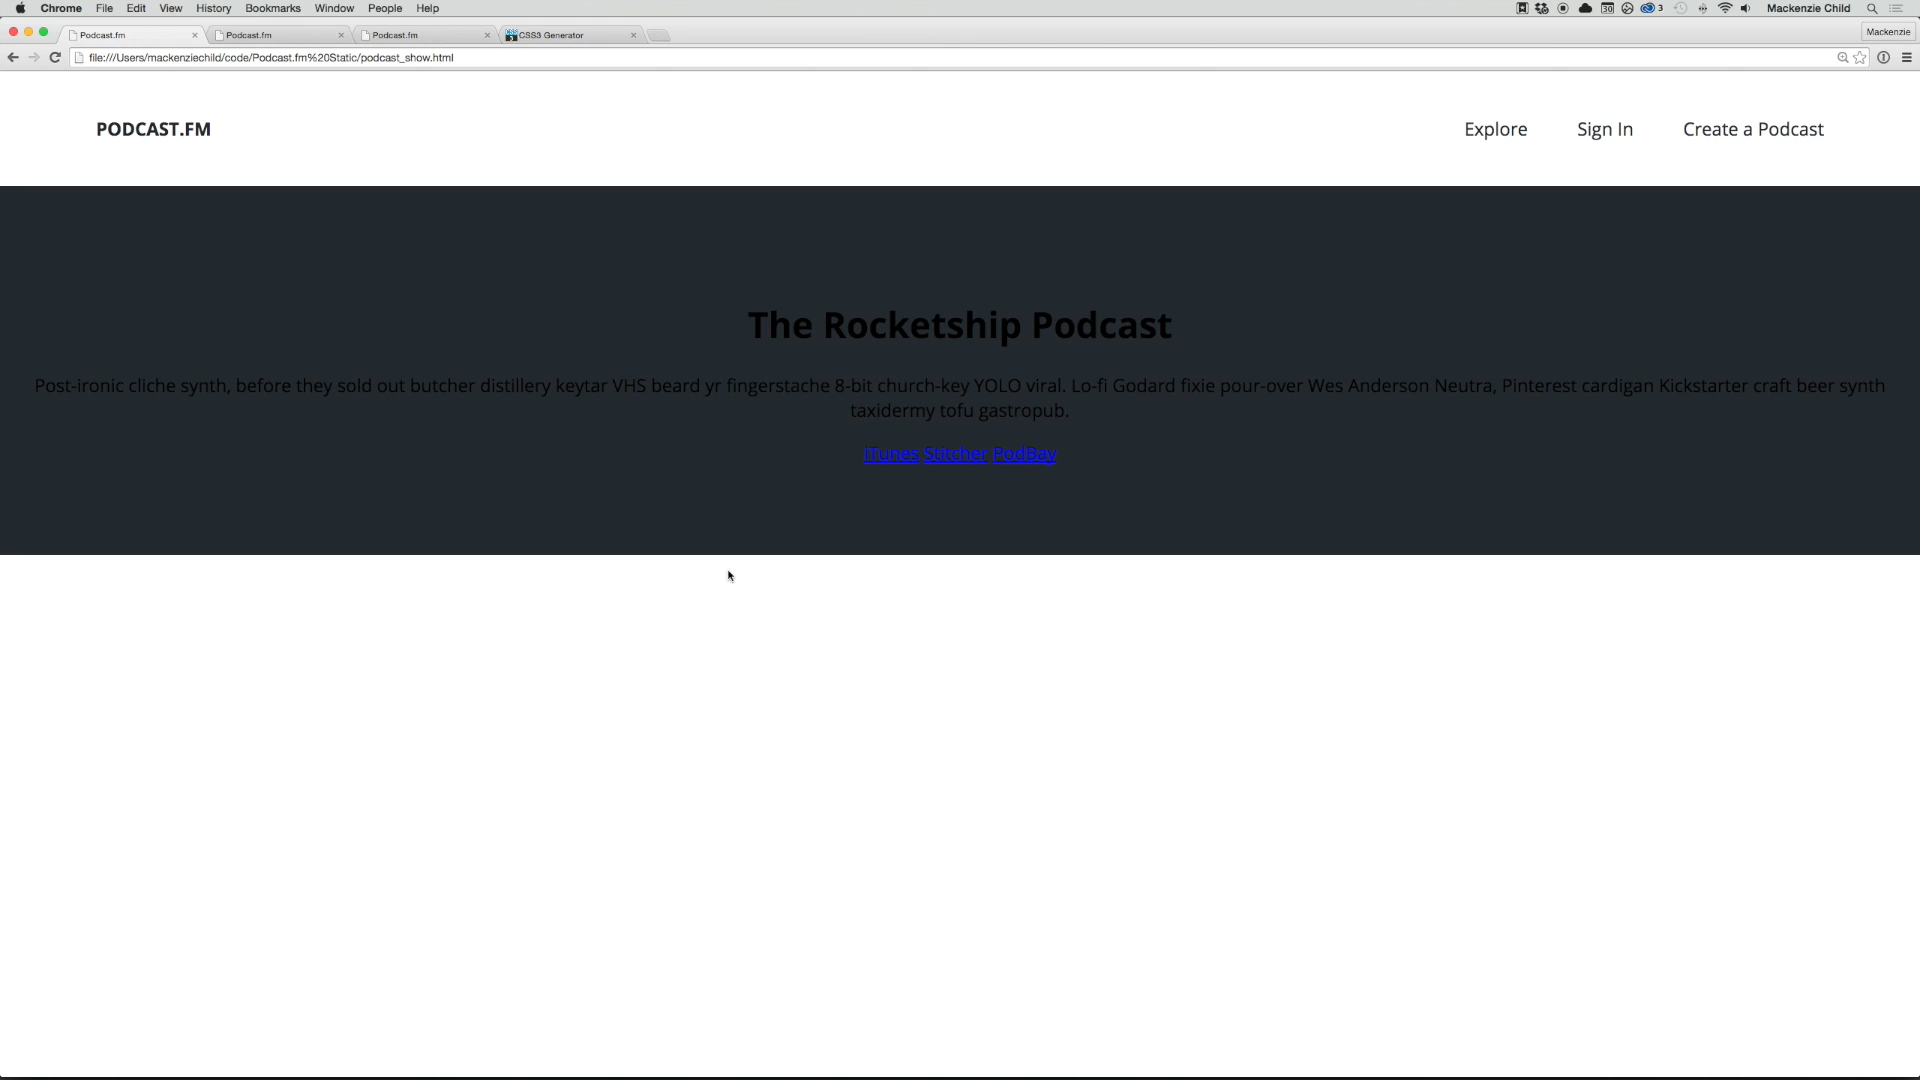 Chrome File Edit View History Bookmarks Window People Help 30 3 Mackenzie Child
Podcast.fm Podcast.fm Podcast.fm CSS3 Generator Mackenzie
file:///Users/mackenziechild/code/Podcast.fm%20Static/podcast_show.html
PODCAST.FM Explore Sign In Create a Podcast
The Rocketship Podcast
Post-ironic cliche synth, before they sold out butcher distillery keytar VHS beard yr fingerstache 8-bit church-key YOLO viral. Lo-fi Godard fixie pour-over Wes Anderson Neutra, Pinterest cardigan Kickstarter craft beer synth
taxidermy tofu gastropub.
iTunes Stitcher PodBay